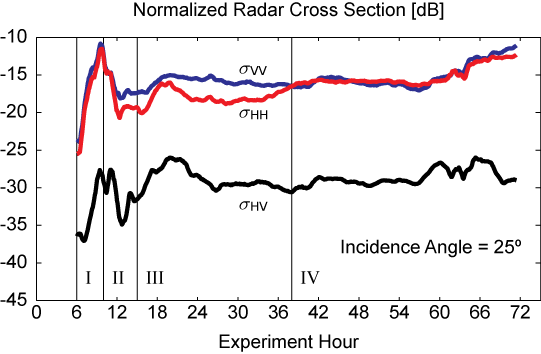 Normalized Radar Cross Section [dB]
-10
-15
-20
-25
-30
-35
-40
-45
σVV
σHH
σHV
Incidence Angle = 25º
I II III IV
0 6 12 18 24 30 36 42 48 54 60 66 72
Experiment Hour